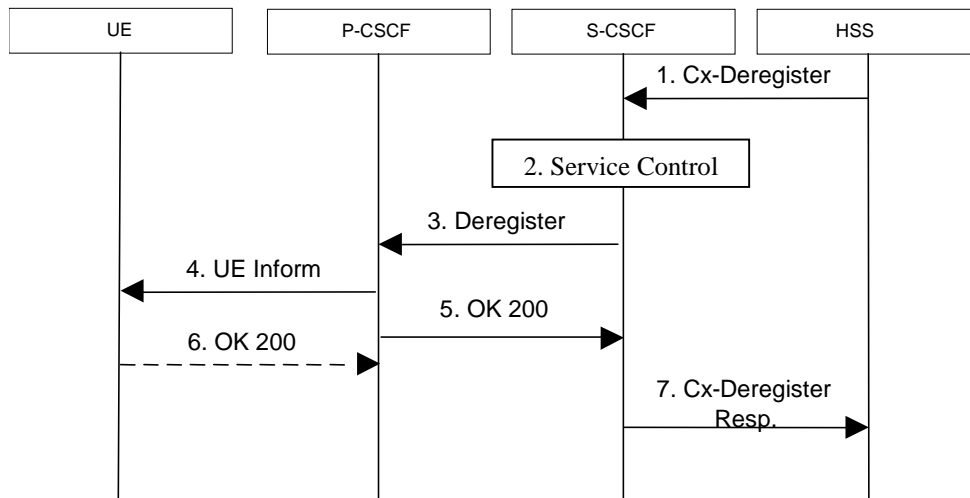 UE
P-CSCF
S-CSCF
HSS
1. Cx-Deregister
2. Service Control
3. Deregister
4. UE Inform
5. OK 200
6. OK 200
7. Cx-Deregister
Resp.